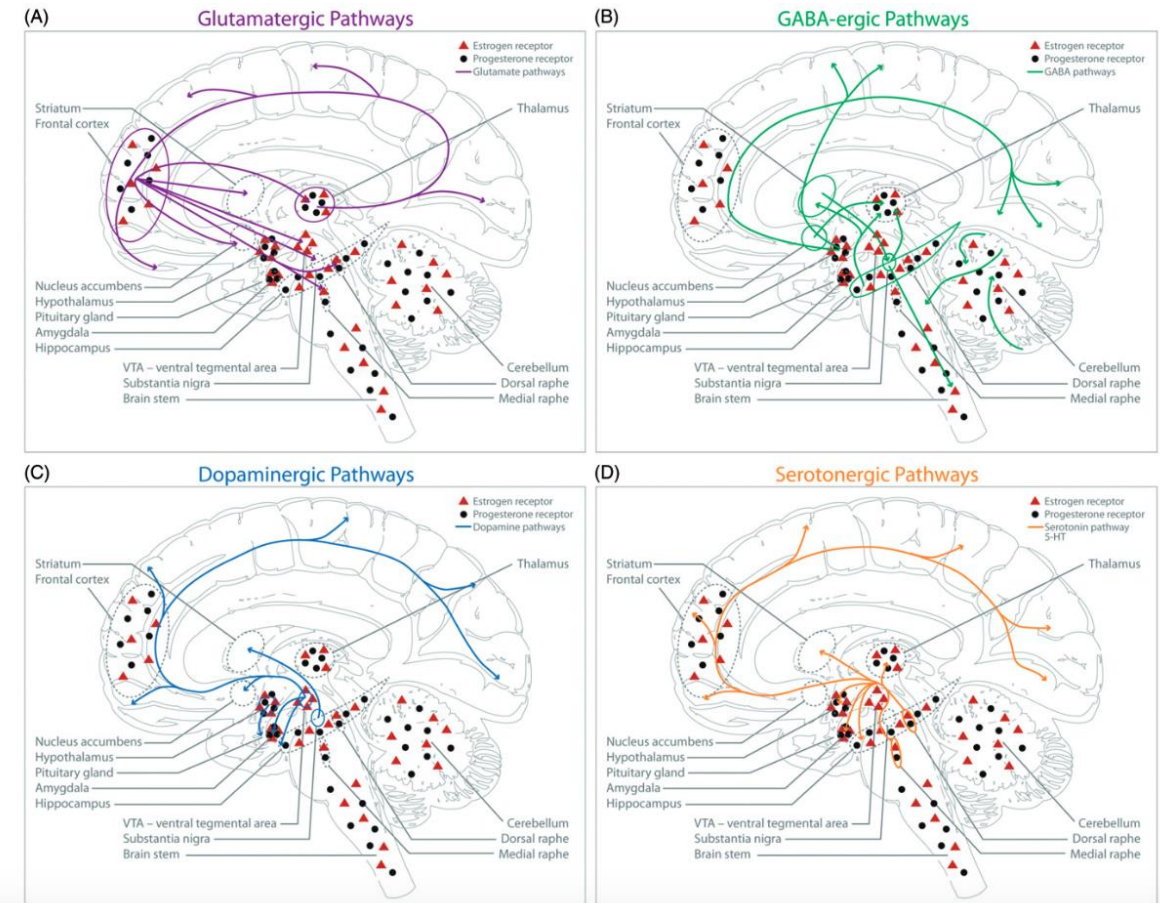 (A)
Glutamatergic Pathways
Estrogen receptor
Progesterone receptor
Glutamate pathways
Striatum
Frontal cortex
Thalamus
Nucleus accumbens
Hypothalamus
Pituitary gland
Amygdala
Hippocampus
VTA – ventral tegmental area
Substantia nigra
Brain stem
Cerebellum
Dorsal raphe
Medial raphe
(B)
GABA-ergic Pathways
Estrogen receptor
Progesterone receptor
GABA pathways
Striatum
Frontal cortex
Thalamus
Nucleus accumbens
Hypothalamus
Pituitary gland
Amygdala
Hippocampus
VTA – ventral tegmental area
Substantia nigra
Brain stem
Cerebellum
Dorsal raphe
Medial raphe
(C)
Dopaminergic Pathways
Estrogen receptor
Progesterone receptor
Dopamine pathways
Striatum
Frontal cortex
Thalamus
Nucleus accumbens
Hypothalamus
Pituitary gland
Amygdala
Hippocampus
VTA – ventral tegmental area
Substantia nigra
Brain stem
Cerebellum
Dorsal raphe
Medial raphe
(D)
Serotonergic Pathways
Estrogen receptor
Progesterone receptor
Serotonin pathway
5-HT
Striatum
Frontal cortex
Thalamus
Nucleus accumbens
Hypothalamus
Pituitary gland
Amygdala
Hippocampus
VTA – ventral tegmental area
Substantia nigra
Brain stem
Cerebellum
Dorsal raphe
Medial raphe